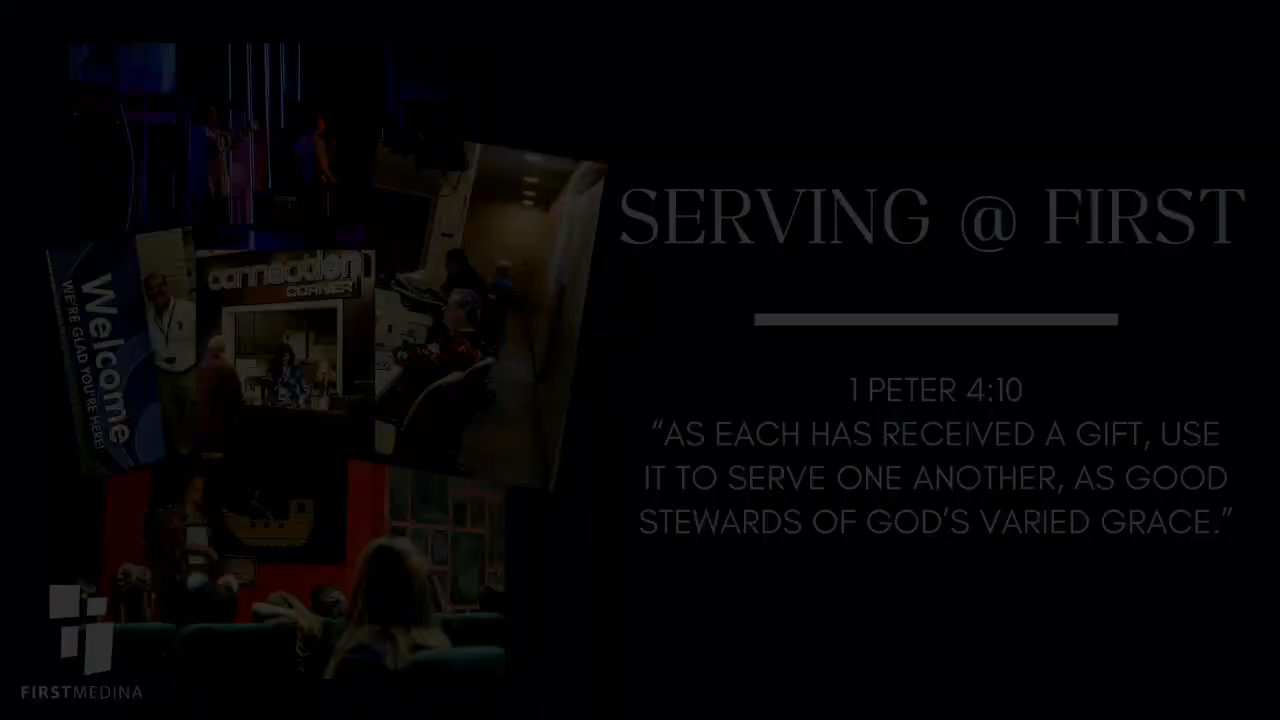 SERVING @ FIRST
1 PETER 4:10
“AS EACH HAS RECEIVED A GIFT, USE
IT TO SERVE ONE ANOTHER, AS GOOD
STEWARDS OF GOD’S VARIED GRACE.”
connection
CORNER
Welcome
WE'RE GLAD YOU'RE HERE!
FIRSTMEDINA